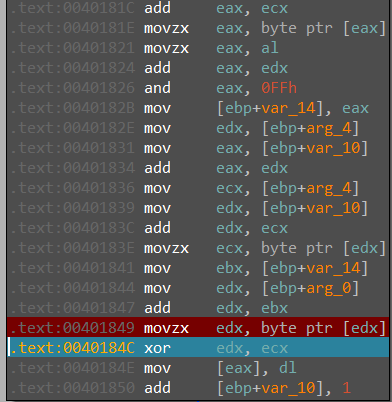 .text:0040181C add eax, ecx
.text:0040181E movzx eax, byte ptr [eax]
.text:00401821 movzx eax, al
.text:00401824 add eax, edx
.text:00401826 and eax, 0FFh
.text:0040182B mov [ebp+var_14], eax
.text:0040182E mov edx, [ebp+arg_4]
.text:00401831 mov eax, [ebp+var_10]
.text:00401834 add eax, edx
.text:00401836 mov ecx, [ebp+arg_4]
.text:00401839 mov edx, [ebp+var_10]
.text:0040183C add edx, ecx
.text:0040183E movzx ecx, byte ptr [edx]
.text:00401841 mov ebx, [ebp+var_14]
.text:00401844 mov edx, [ebp+arg_0]
.text:00401847 add edx, ebx
.text:00401849 movzx edx, byte ptr [edx]
.text:0040184C xor edx, ecx
.text:0040184E mov [eax], dl
.text:00401850 add [ebp+var_10], 1